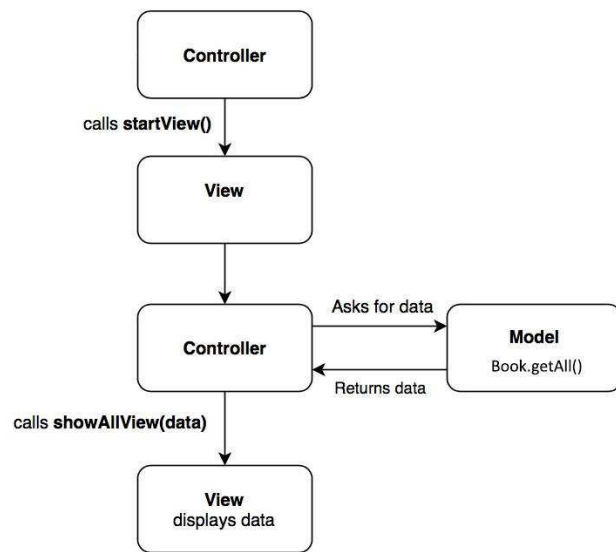 Controller
calls startView()
View
Controller
Asks for data
Model
Book.getAll()
Returns data
calls showAllView(data)
View
displays data